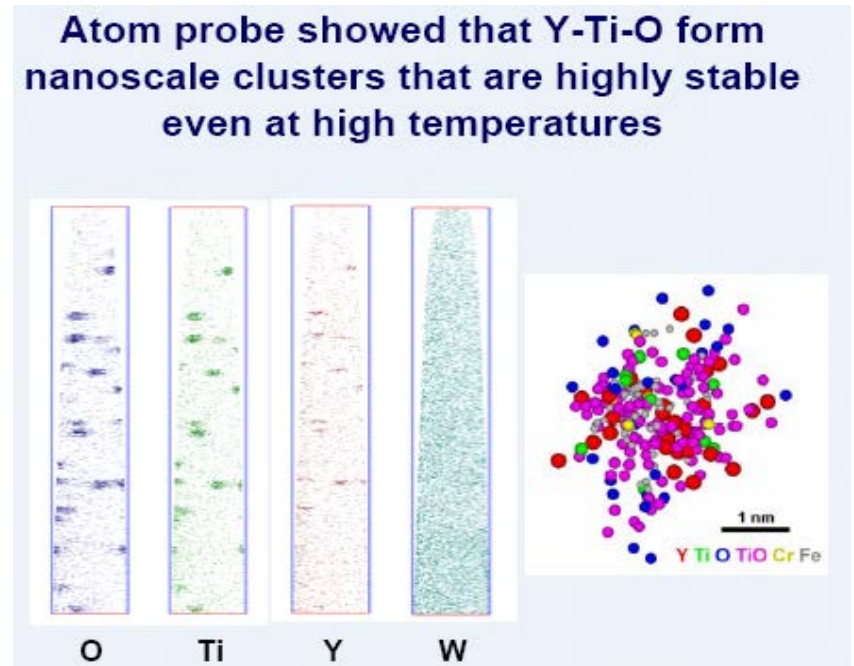 Atom probe showed that Y-Ti-O form
nanoscale clusters that are highly stable
even at high temperatures
1 nm
Y Ti O TiO Cr Fe
O Ti Y W